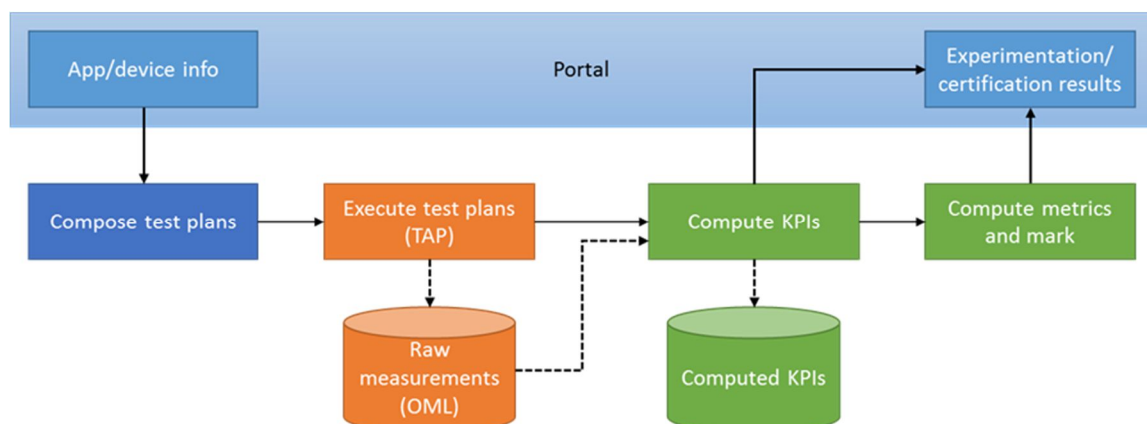 App/device info
Portal
Experimentation/
certification results
Compose test plans
Execute test plans
(TAP)
Compute KPIs
Compute metrics
and mark
Raw
measurements
(OML)
Computed KPIs